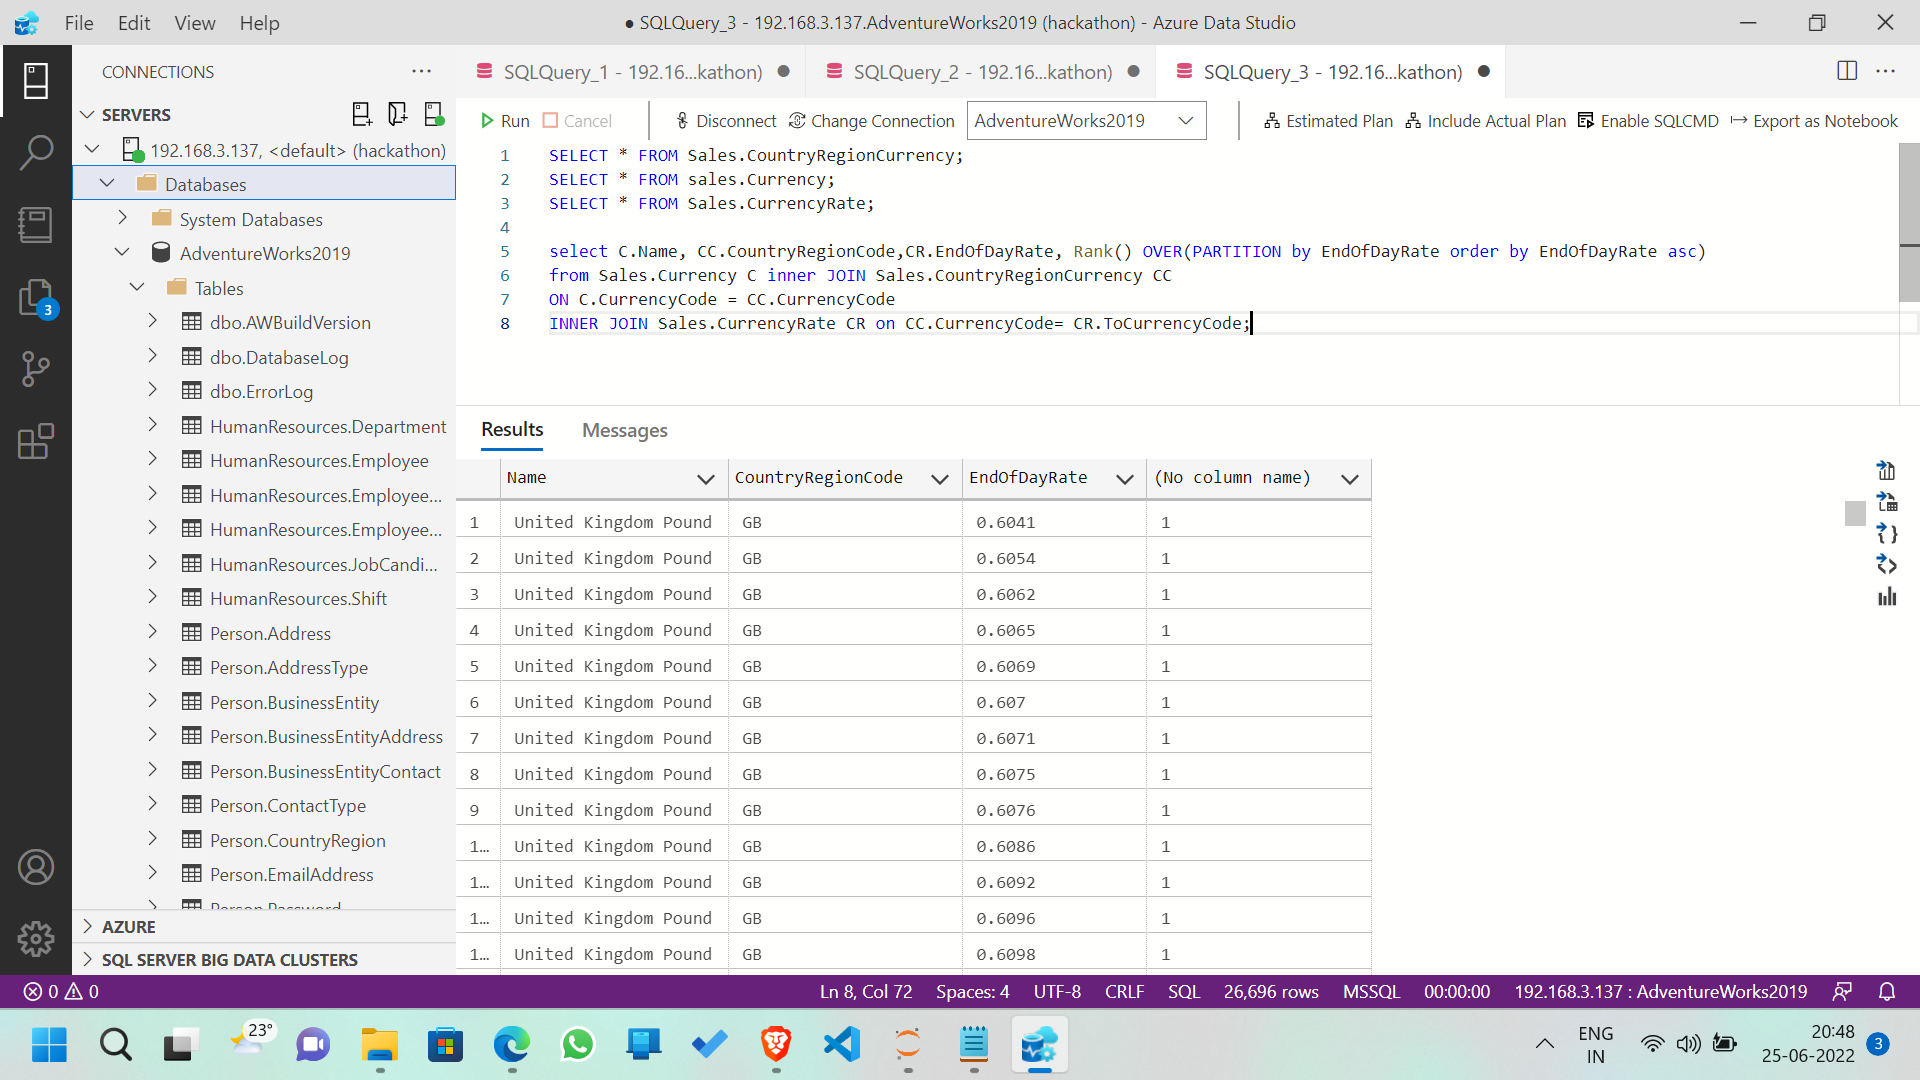 File Edit View Help
● SQLQuery_3 - 192.168.3.137.AdventureWorks2019 (hackathon) - Azure Data Studio
CONNECTIONS
SERVERS
192.168.3.137, <default> (hackathon)
Databases
System Databases
AdventureWorks2019
Tables
dbo.AWBuildVersion
dbo.DatabaseLog
dbo.ErrorLog
HumanResources.Department
HumanResources.Employee
HumanResources.Employee...
HumanResources.Employee...
HumanResources.JobCandi...
HumanResources.Shift
Person.Address
Person.AddressType
Person.BusinessEntity
Person.BusinessEntityAddress
Person.BusinessEntityContact
Person.ContactType
Person.CountryRegion
Person.EmailAddress
Person.Password
AZURE
SQL SERVER BIG DATA CLUSTERS
3
SQLQuery_1 - 192.16...kathon) ●
SQLQuery_2 - 192.16...kathon) ●
SQLQuery_3 - 192.16...kathon) ●
Run Cancel Disconnect Change Connection AdventureWorks2019 Estimated Plan Include Actual Plan Enable SQLCMD Export as Notebook
1 SELECT * FROM Sales.CountryRegionCurrency;
2 SELECT * FROM sales.Currency;
3 SELECT * FROM Sales.CurrencyRate;
4
5 select C.Name, CC.CountryRegionCode,CR.EndOfDayRate, Rank() OVER(PARTITION by EndOfDayRate order by EndOfDayRate asc)
6 from Sales.Currency C inner JOIN Sales.CountryRegionCurrency CC
7 ON C.CurrencyCode = CC.CurrencyCode
8 INNER JOIN Sales.CurrencyRate CR on CC.CurrencyCode= CR.ToCurrencyCode;
Results Messages
Name CountryRegionCode EndOfDayRate (No column name)
1 United Kingdom Pound GB 0.6041 1
2 United Kingdom Pound GB 0.6054 1
3 United Kingdom Pound GB 0.6062 1
4 United Kingdom Pound GB 0.6065 1
5 United Kingdom Pound GB 0.6069 1
6 United Kingdom Pound GB 0.607 1
7 United Kingdom Pound GB 0.6071 1
8 United Kingdom Pound GB 0.6075 1
9 United Kingdom Pound GB 0.6076 1
1... United Kingdom Pound GB 0.6086 1
1... United Kingdom Pound GB 0.6092 1
1... United Kingdom Pound GB 0.6096 1
1... United Kingdom Pound GB 0.6098 1
0 0 Ln 8, Col 72 Spaces: 4 UTF-8 CRLF SQL 26,696 rows MSSQL 00:00:00 192.168.3.137 : AdventureWorks2019
23°
ENG
IN
20:48
25-06-2022
3